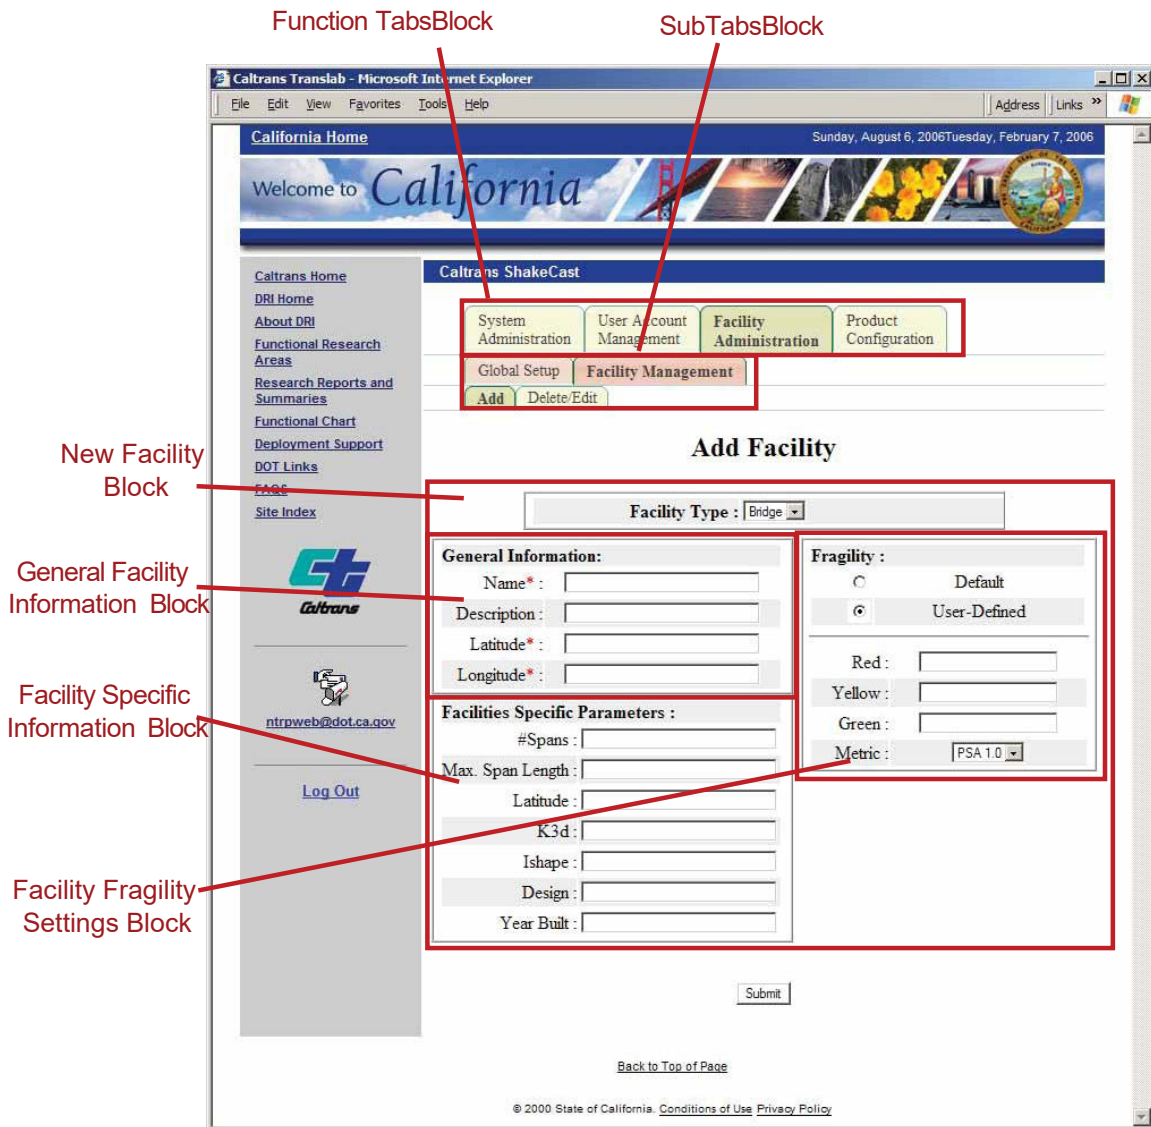 Function TabsBlock
SubTabsBlock
Caltrans Translab - Microsoft Internet Explorer
File Edit View Favorites Tools Help
Address Links »
California Home
Sunday, August 6, 2006Tuesday, February 7, 2006
Welcome to California
Caltrans Home
DRI Home
About DRI
Functional Research
Areas
Research Reports and
Summaries
Functional Chart
Deployment Support
DOT Links
FAQS
Site Index
Caltrans
ntrpweb@dot.ca.gov
Log Out
Caltrans ShakeCast
System
Administration
User Account
Management
Facility
Administration
Product
Configuration
Global Setup
Facility Management
Add
Delete/Edit
Add Facility
New Facility
Block
Facility Type : Bridge
General Facility
Information Block
General Information:
Name* :
Description :
Latitude* :
Longitude* :
Fragility :
Default
User-Defined
Red :
Yellow :
Green :
Metric : PSA 1.0
Facility Specific
Information Block
Facilities Specific Parameters :
#Spans :
Max. Span Length :
Latitude :
K3d :
Ishape :
Design :
Year Built :
Facility Fragility
Settings Block
Submit
Back to Top of Page
© 2000 State of California. Conditions of Use Privacy Policy